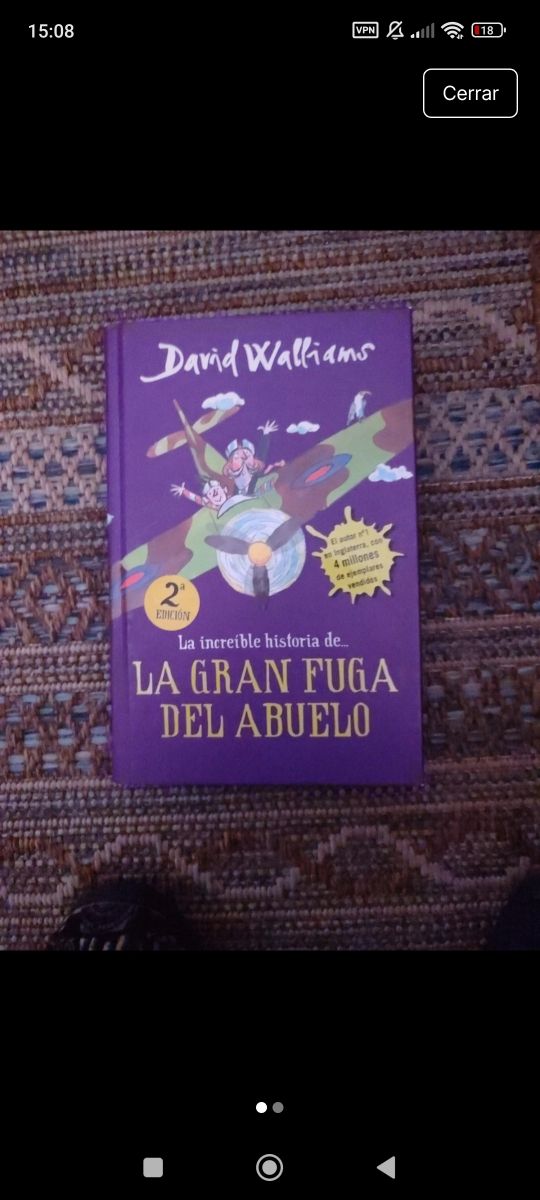 15:08
VPN
18
Cerrar
David Walliams
El autor nº1
en Inglaterra, con
4 millones
de ejemplares
vendidos
2ª
EDICIÓN
La increíble historia de...
LA GRAN FUGA
DEL ABUELO